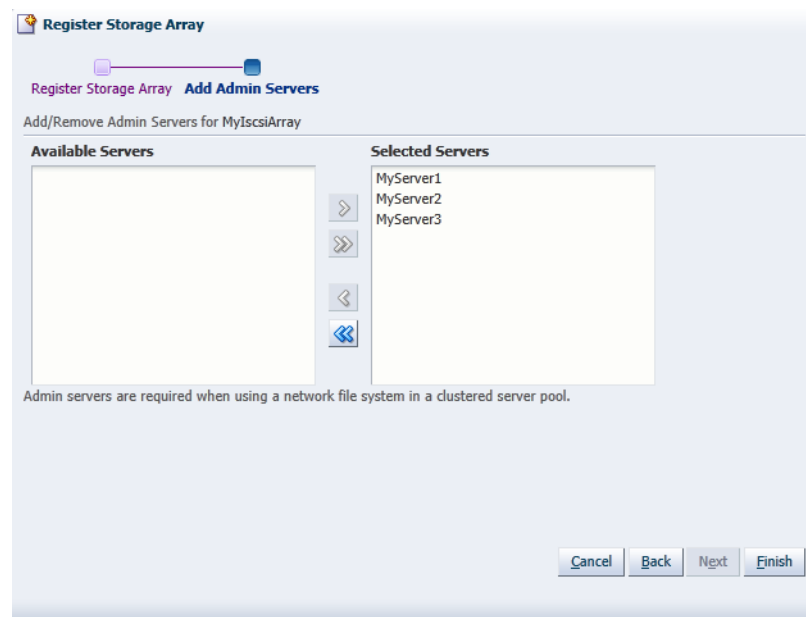 Register Storage Array
Register Storage Array Add Admin Servers
Add/Remove Admin Servers for MyIscsiArray
Available Servers Selected Servers
MyServer1
MyServer2
MyServer3
Admin servers are required when using a network file system in a clustered server pool.
Cancel Back Next Finish